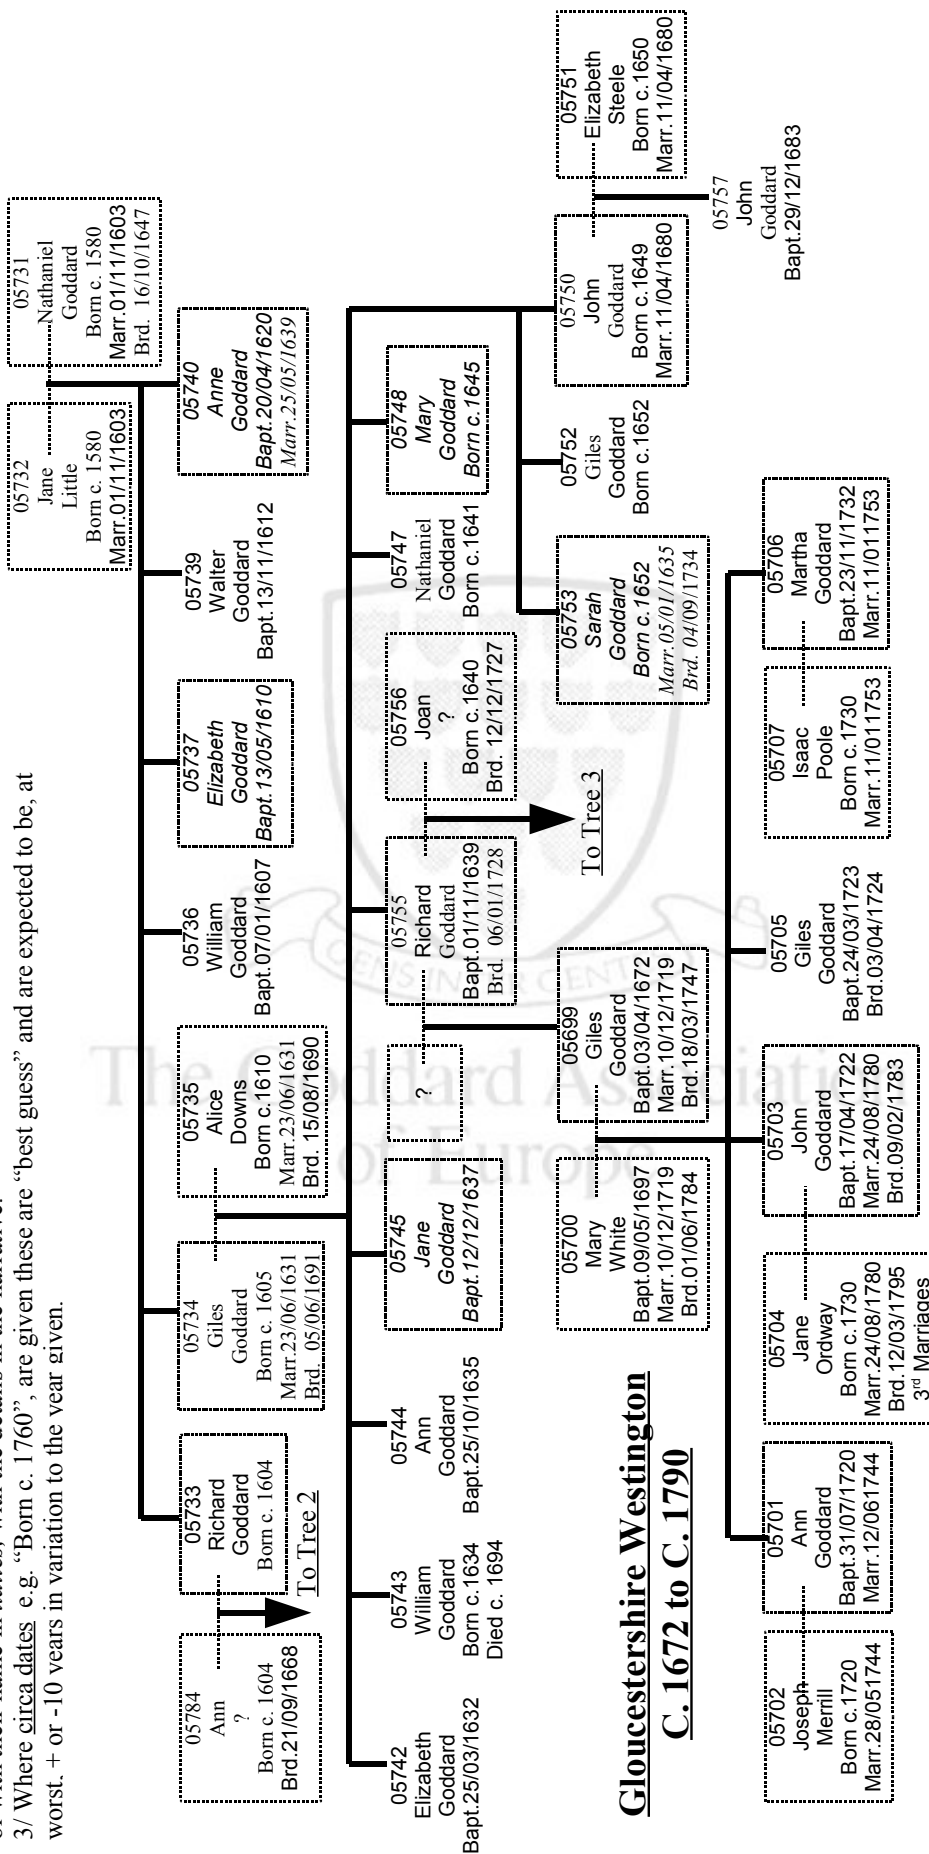 3/ Where circa dates e.g. “Born c. 1760”, are given these are “best guess” and are expected to be, at
worst, + or -10 years in variation to the year given.
05732
Jane
Little
Born c. 1580
Marr.01/11/1603
05731
Nathaniel
Goddard
Born c. 1580
Marr.01/11/1603
Brd. 16/10/1647
05784
Ann
?
Born c. 1604
Brd.21/09/1668
05733
Richard
Goddard
Born c. 1604
To Tree 2
05734
Giles
Goddard
Born c. 1605
Marr.23/06/1631
Brd. 05/06/1691
05735
Alice
Downs
Born c.1610
Marr.23/06/1631
Brd. 15/08/1690
05736
William
Goddard
Bapt.07/01/1607
05737
Elizabeth
Goddard
Bapt.13/05/1610
05739
Walter
Goddard
Bapt.13/11/1612
05740
Anne
Goddard
Bapt.20/04/1620
Marr.25/05/1639
05742
Elizabeth
Goddard
Bapt.25/03/1632
05743
William
Goddard
Born c.1634
Died c. 1694
05744
Ann
Goddard
Bapt.25/10/1635
05745
Jane
Goddard
Bapt.12/12/1637
?
05755
Richard
Goddard
Bapt.01/11/1639
Brd. 06/01/1728
05756
Joan
?
Born c.1640
Brd. 12/12/1727
To Tree 3
05747
Nathaniel
Goddard
Born c.1641
05748
Mary
Goddard
Born c.1645
05700
Mary
White
Bapt.09/05/1697
Marr.10/12/1719
Brd.01/06/1784
05699
Giles
Goddard
Bapt.03/04/1672
Marr.10/12/1719
Brd.18/03/1747
05753
Sarah
Goddard
Born c.1652
Marr.05/01/1635
Brd. 04/09/1734
05752
Giles
Goddard
Born c.1652
05750
John
Goddard
Born c.1649
Marr.11/04/1680
05751
Elizabeth
Steele
Born c.1650
Marr.11/04/1680
05757
John
Goddard
Bapt.29/12/1683
Gloucestershire Westington
C. 1672 to C. 1790
05702
Joseph
Merrill
Born c.1720
Marr.28/051744
05701
Ann
Goddard
Bapt.31/07/1720
Marr.12/061744
05704
Jane
Ordway
Born c.1730
Marr.24/08/1780
Brd.12/03/1795
3rd Marriages
05703
John
Goddard
Bapt.17/04/1722
Marr.24/08/1780
Brd.09/02/1783
05705
Giles
Goddard
Bapt.24/03/1723
Brd.03/04/1724
05707
Isaac
Poole
Born c.1730
Marr.11/011753
05706
Martha
Goddard
Bapt.23/11/1732
Marr.11/011753
GENS INTER GENTES
The Goddard Association
of Europe